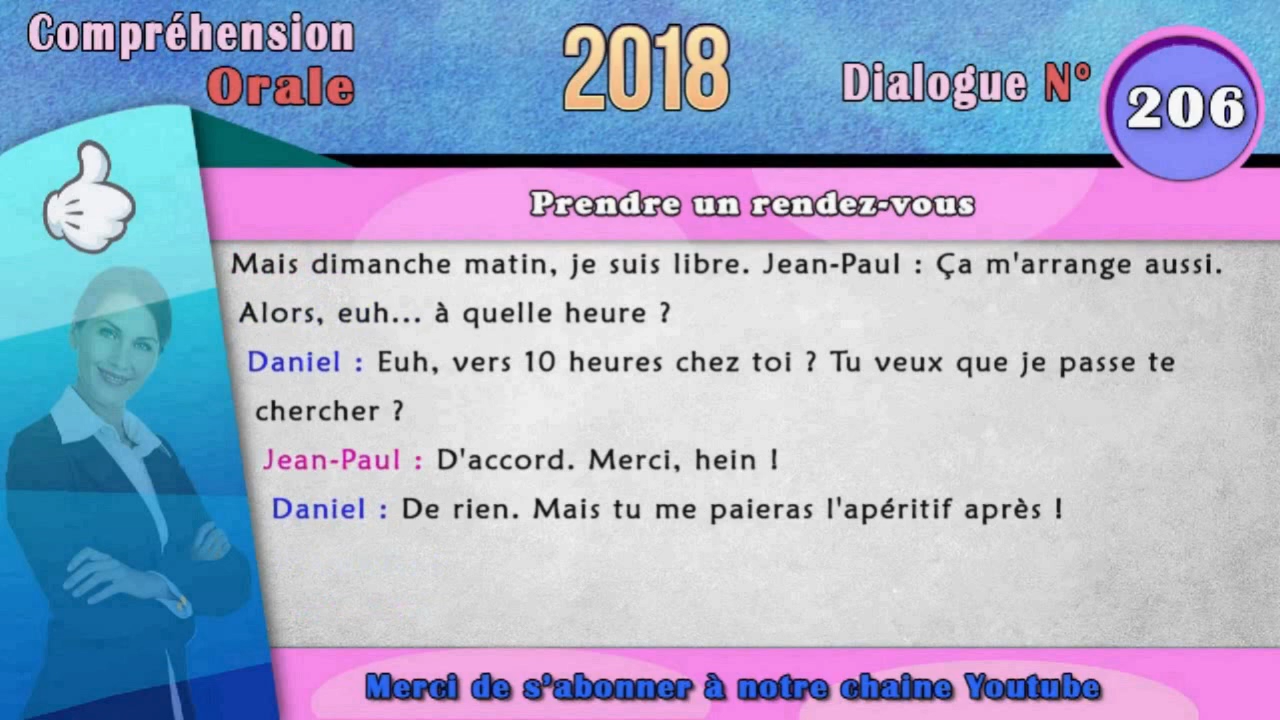 Compréhension
Orale
2018
Dialogue N°
206
Prendre un rendez-vous
Mais dimanche matin, je suis libre. Jean-Paul : Ça m'arrange aussi.
Alors, euh... à quelle heure ?
Daniel : Euh, vers 10 heures chez toi ? Tu veux que je passe te
chercher ?
Jean-Paul : D'accord. Merci, hein !
Daniel : De rien. Mais tu me paieras l'apéritif après !
Merci de s'abonner à notre chaine Youtube